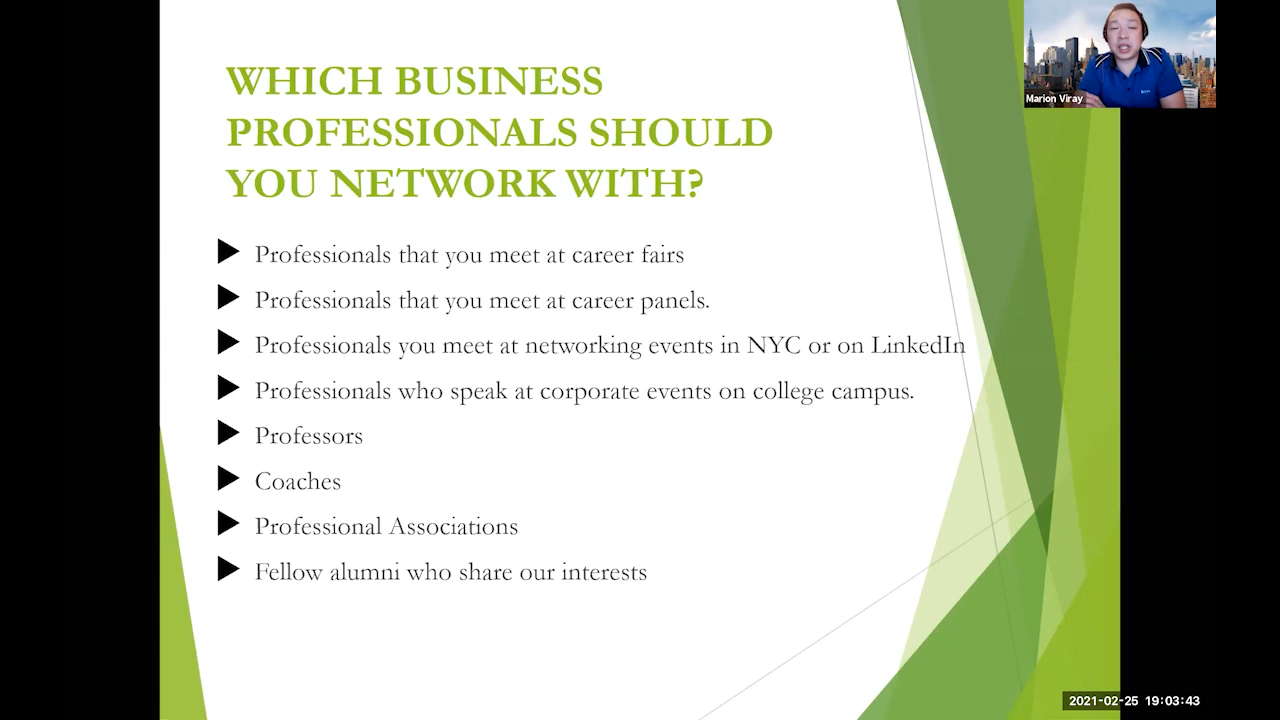 WHICH BUSINESS
PROFESSIONALS SHOULD
YOU NETWORK WITH?
Professionals that you meet at career fairs
Professionals that you meet at career panels.
Professionals you meet at networking events in NYC or on LinkedIn
Professionals who speak at corporate events on college campus.
Professors
Coaches
Professional Associations
Fellow alumni who share our interests
Marion Viray
2021-02-25 19:03:43